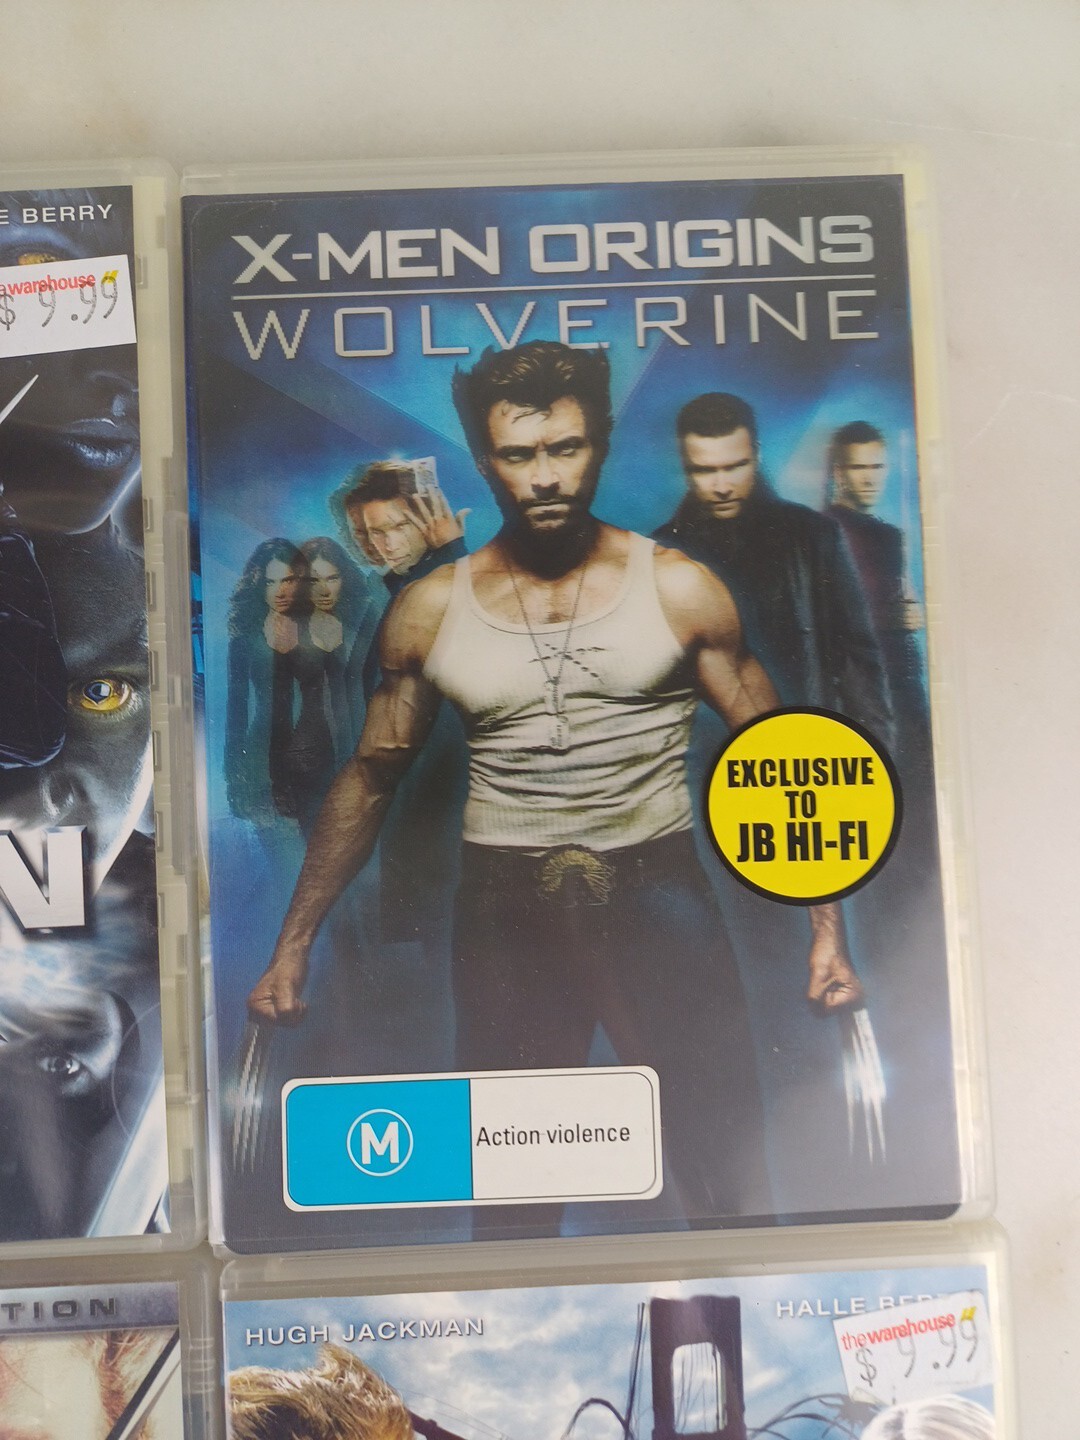 E BERRY
warehouse
$ 9.99
X-MEN ORIGINS
WOLVERINE
EXCLUSIVE
TO
JB HI-FI
N
M
Action violence
TION
HUGH JACKMAN
HALLE BER
the warehouse
$ 9.99